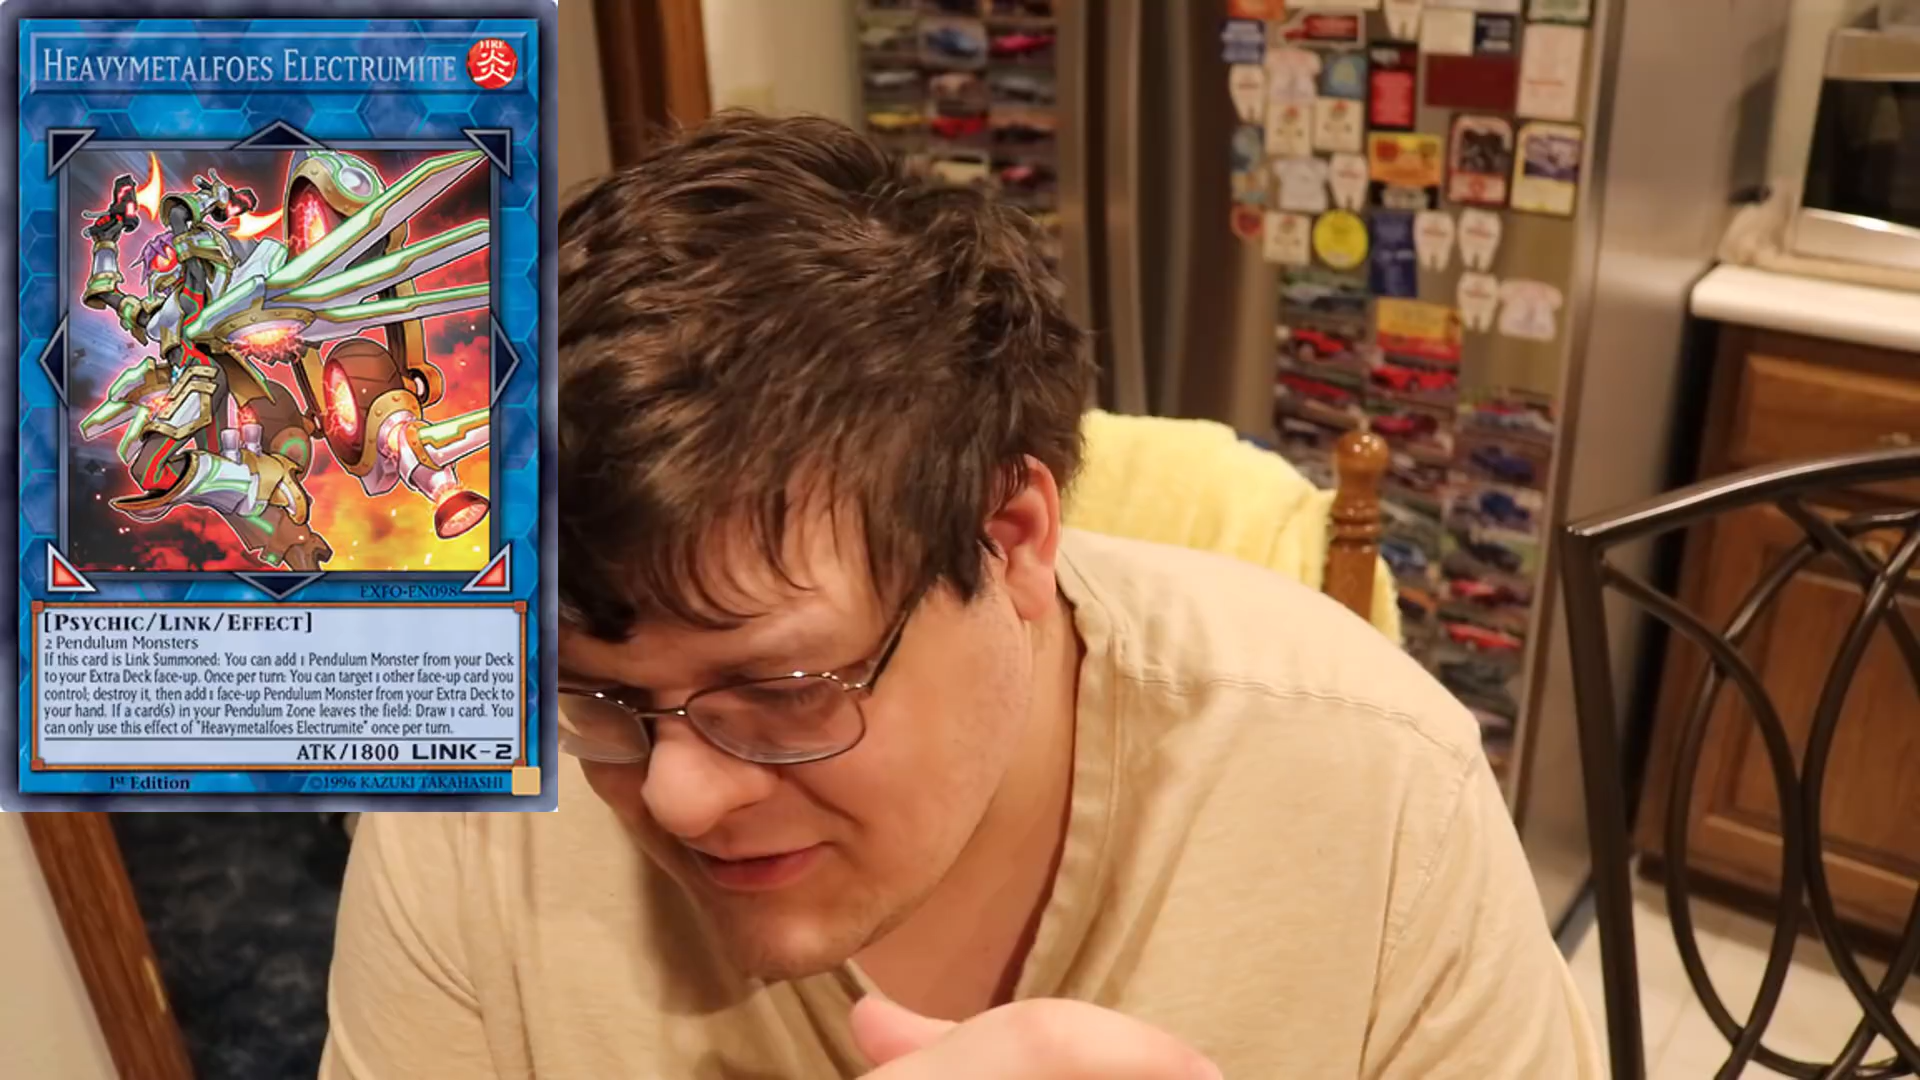 HEAVYMETALFOES ELECTRUMITE
FIRE
炎
EXFO-EN098
[PSYCHIC/LINK/EFFECT]
2 Pendulum Monsters
If this card is Link Summoned: You can add 1 Pendulum Monster from your Deck
to your Extra Deck face-up. Once per turn: You can target 1 other face-up card you
control; destroy it, then add 1 face-up Pendulum Monster from your Extra Deck to
your hand. If a card(s) in your Pendulum Zone leaves the field: Draw 1 card. You
can only use this effect of "Heavymetalfoes Electrumite" once per turn.
ATK/1800 LINK-2
1st Edition
©1996 KAZUKI TAKAHASHI